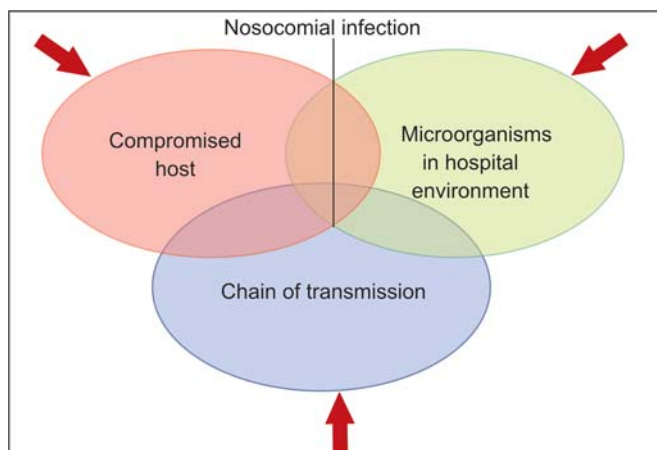 Nosocomial infection
Compromised
host
Microorganisms
in hospital
environment
Chain of transmission